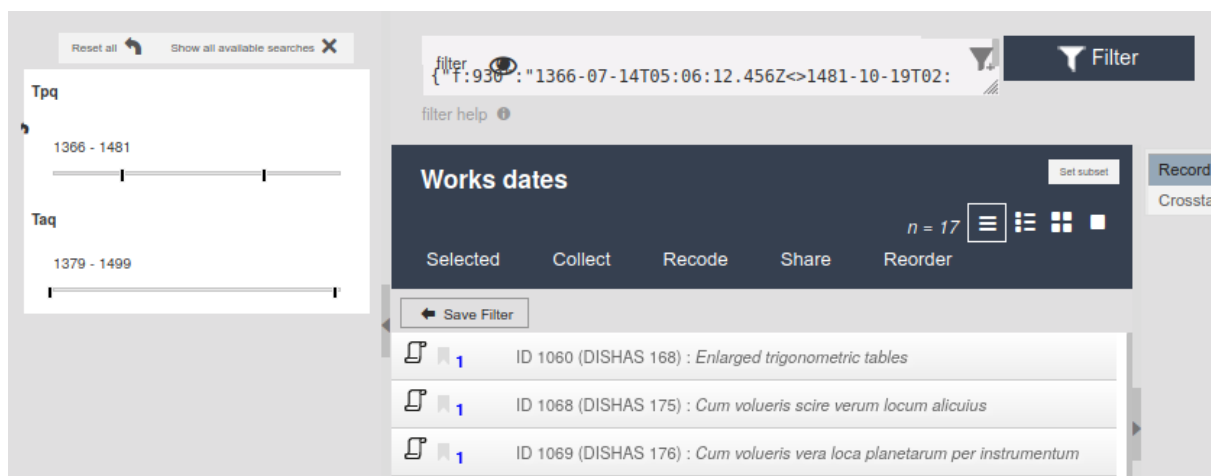 Reset all Show all available searches
Tpq
1366 - 1481
Taq
1379 - 1499
filter
{"f:930":"1366-07-14T05:06:12.456Z<>1481-10-19T02:
Filter
filter help
Works dates
Set subset
n = 17
Selected Collect Recode Share Reorder
Save Filter
1 ID 1060 (DISHAS 168) : Enlarged trigonometric tables
1 ID 1068 (DISHAS 175) : Cum volueris scire verum locum alicuius
1 ID 1069 (DISHAS 176) : Cum volueris vera loca planetarum per instrumentum
Record
Crossta